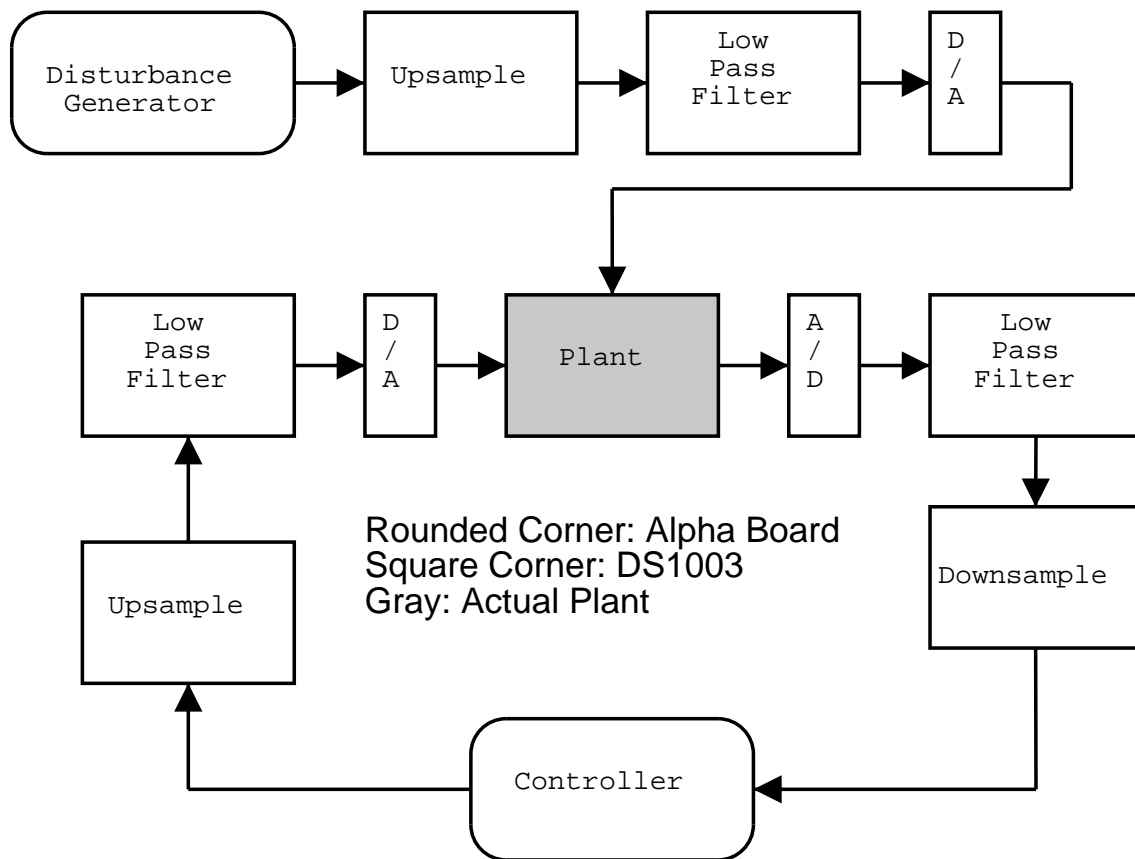 Disturbance
Generator
Upsample
Low
Pass
Filter
D
/
A
Low
Pass
Filter
D
/
A
Plant
A
/
D
Low
Pass
Filter
Rounded Corner: Alpha Board
Square Corner: DS1003
Gray: Actual Plant
Upsample
Downsample
Controller